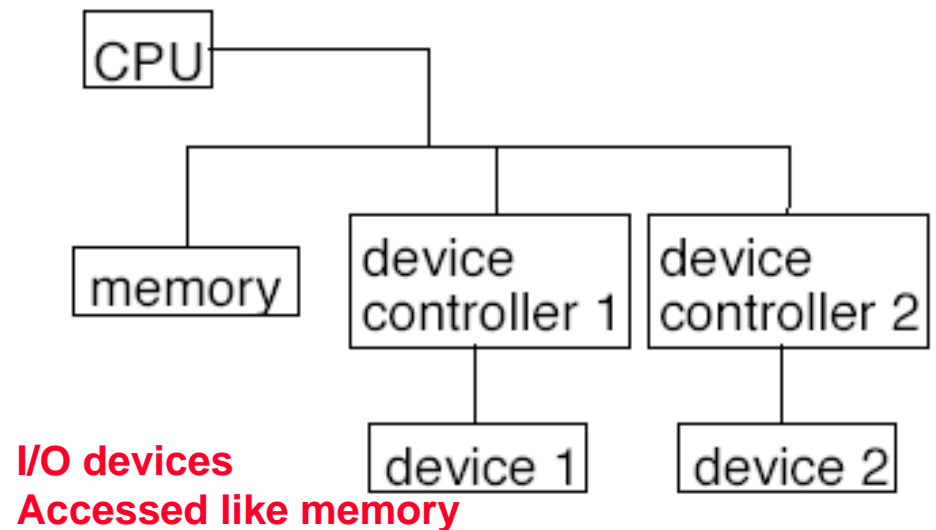 CPU
memory
device
controller 1
device
controller 2
device 1
device 2
I/O devices
Accessed like memory